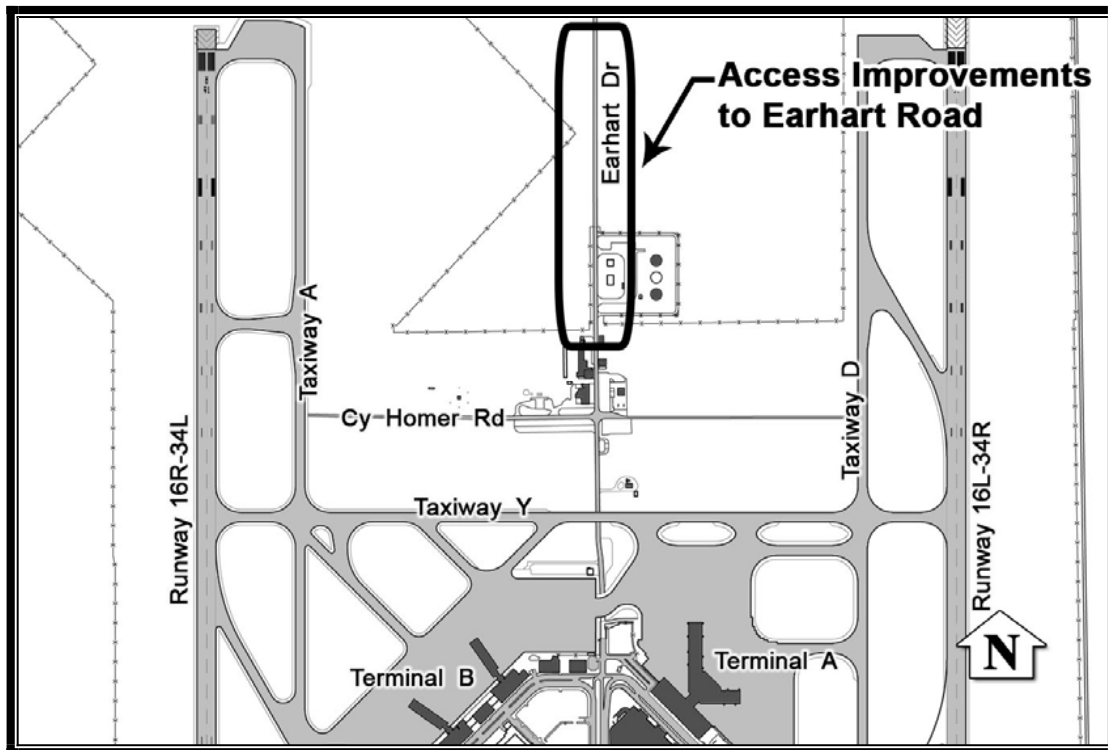 Access Improvements
to Earhart Road
Earhart Dr
Taxiway A
Cy Homer Rd
Taxiway D
Runway 16R-34L
Taxiway Y
Runway 16L-34R
N
Terminal B
Terminal A